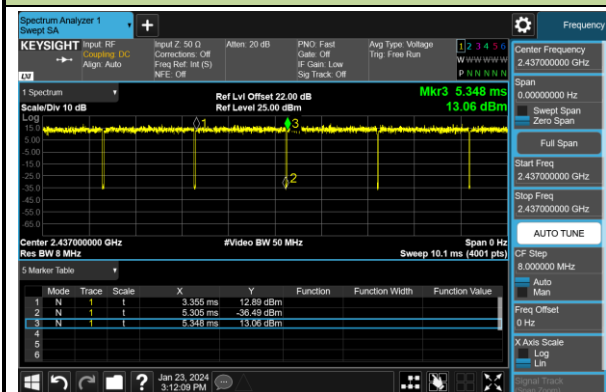 Spectrum Analyzer 1
Swept SA
+
Frequency
KEYSIGHT Input: RF Input Z: 50 Ω Atten: 20 dB PNO: Fast Avg Type: Voltage 1 2 3 4 5 6
Coupling: DC Corrections: Off Gate: Off Trig: Free Run W W W W W W
Align: Auto Freq Ref: Int (S) IF Gain: Low P N N N N N
NFE: Off Sig Track: Off
LXI
1 Spectrum Ref Lvl Offset 22.00 dB Mkr3 5.348 ms
Scale/Div 10 dB Ref Level 25.00 dBm 13.06 dBm
Log
15.0
5.00
-5.00
-15.0
-25.0
-35.0
-45.0
-55.0
-65.0
1
3
2
Center 2.437000000 GHz #Video BW 50 MHz Span 0 Hz
Res BW 8 MHz Sweep 10.1 ms (4001 pts)
5 Marker Table
Mode Trace Scale X Y Function Function Width Function Value
1 N 1 t 3.355 ms 12.89 dBm
2 N 1 t 5.305 ms -36.49 dBm
3 N 1 t 5.348 ms 13.06 dBm
4
5
6
Center Frequency
2.437000000 GHz
Span
0.00000000 Hz
Swept Span
Zero Span
Full Span
Start Freq
2.437000000 GHz
Stop Freq
2.437000000 GHz
AUTO TUNE
CF Step
8.000000 MHz
Auto
Man
Freq Offset
0 Hz
X Axis Scale
Log
Lin
Signal Track
(Span Zoom)
? Jan 23, 2024
3:12:09 PM